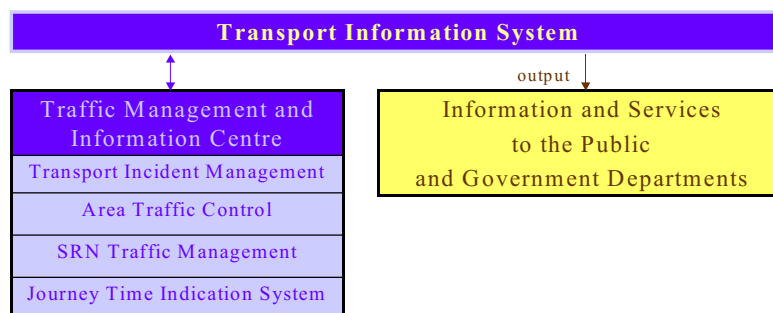 Transport Information System
output
Traffic Management and
Information Centre
Transport Incident Management
Area Traffic Control
SRN Traffic Management
Journey Time Indication System
Information and Services
to the Public
and Government Departments